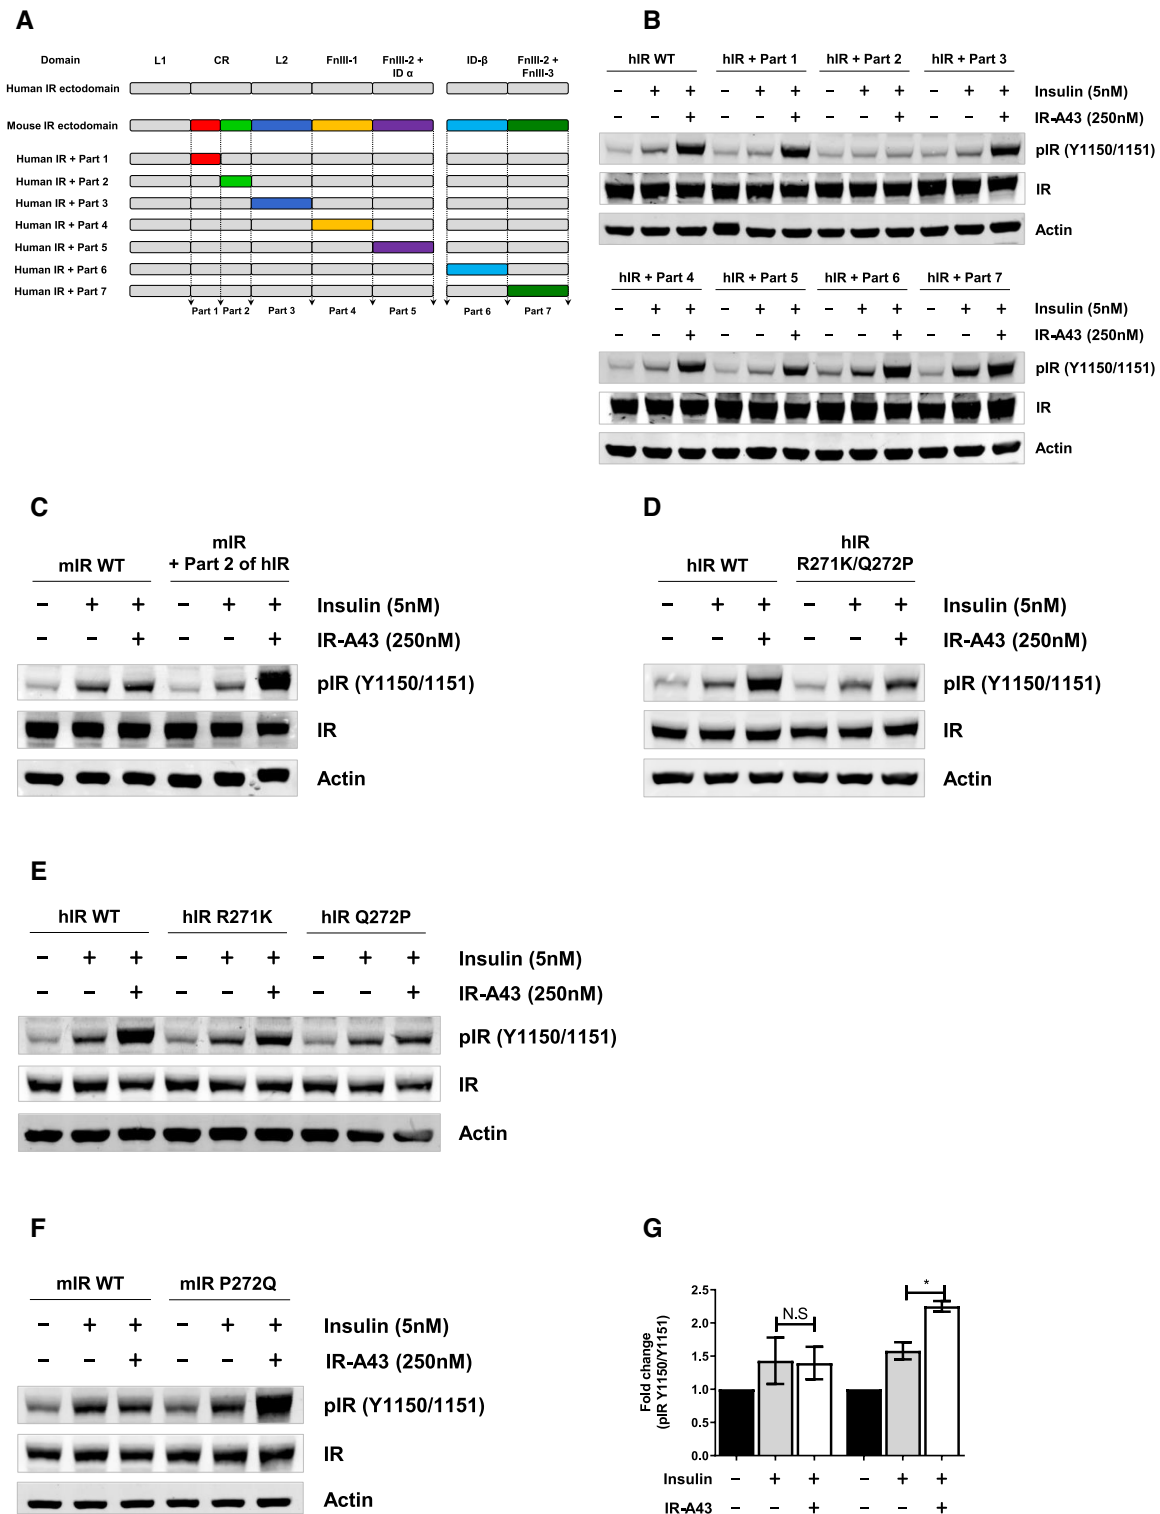 A
Domain L1 CR L2 FnIII-1 FnIII-2 + ID α ID-β FnIII-2 + FnIII-3
Human IR ectodomain
Mouse IR ectodomain
Human IR + Part 1
Human IR + Part 2
Human IR + Part 3
Human IR + Part 4
Human IR + Part 5
Human IR + Part 6
Human IR + Part 7
Part 1 Part 2 Part 3 Part 4 Part 5 Part 6 Part 7
B
hIR WT hIR + Part 1 hIR + Part 2 hIR + Part 3
– + + – + + – + + – + + Insulin (5nM)
– – + – – + – – + – – + IR-A43 (250nM)
pIR (Y1150/1151)
IR
Actin
hIR + Part 4 hIR + Part 5 hIR + Part 6 hIR + Part 7
– + + – + + – + + – + + Insulin (5nM)
– – + – – + – – + – – + IR-A43 (250nM)
pIR (Y1150/1151)
IR
Actin
C
mIR WT mIR + Part 2 of hIR
– + + – + + Insulin (5nM)
– – + – – + IR-A43 (250nM)
pIR (Y1150/1151)
IR
Actin
D
hIR WT hIR R271K/Q272P
– + + – + + Insulin (5nM)
– – + – – + IR-A43 (250nM)
pIR (Y1150/1151)
IR
Actin
E
hIR WT hIR R271K hIR Q272P
– + + – + + – + + Insulin (5nM)
– – + – – + – – + IR-A43 (250nM)
pIR (Y1150/1151)
IR
Actin
F
mIR WT mIR P272Q
– + + – + + Insulin (5nM)
– – + – – + IR-A43 (250nM)
pIR (Y1150/1151)
IR
Actin
G
Fold change
(pIR Y1150/Y1151)
2.5
2.0
1.5
1.0
0.5
0.0
N.S *
Insulin – + + – + +
IR-A43 – – + – – +